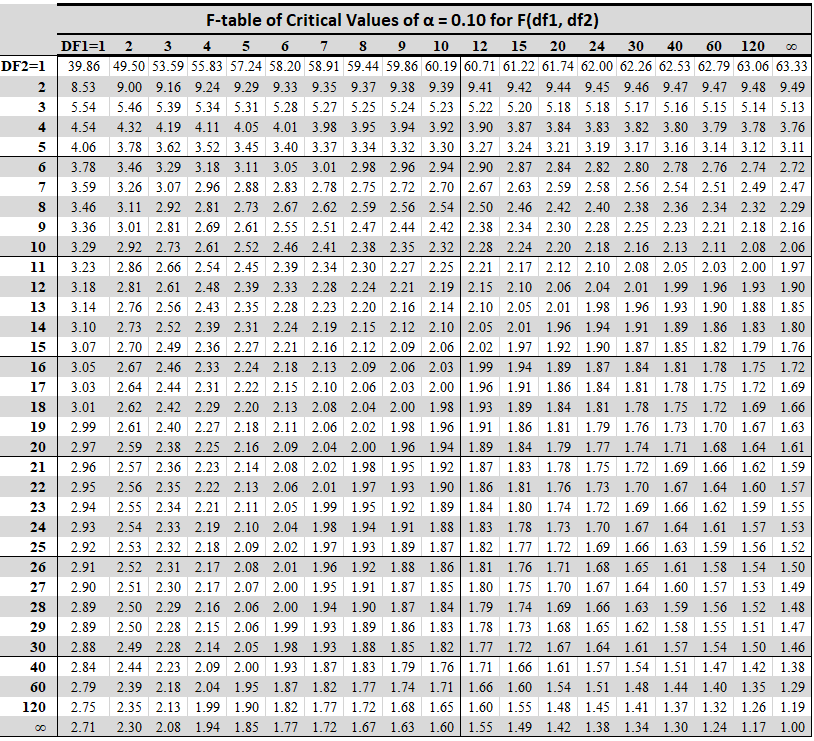 F-table of Critical Values of α = 0.10 for F(df1, df2)
DF1=1 2 3 4 5 6 7 8 9 10 12 15 20 24 30 40 60 120 ∞
DF2=1 39.86 49.50 53.59 55.83 57.24 58.20 58.91 59.44 59.86 60.19 60.71 61.22 61.74 62.00 62.26 62.53 62.79 63.06 63.33
2 8.53 9.00 9.16 9.24 9.29 9.33 9.35 9.37 9.38 9.39 9.41 9.42 9.44 9.45 9.46 9.47 9.47 9.48 9.49
3 5.54 5.46 5.39 5.34 5.31 5.28 5.27 5.25 5.24 5.23 5.22 5.20 5.18 5.18 5.17 5.16 5.15 5.14 5.13
4 4.54 4.32 4.19 4.11 4.05 4.01 3.98 3.95 3.94 3.92 3.90 3.87 3.84 3.83 3.82 3.80 3.79 3.78 3.76
5 4.06 3.78 3.62 3.52 3.45 3.40 3.37 3.34 3.32 3.30 3.27 3.24 3.21 3.19 3.17 3.16 3.14 3.12 3.11
6 3.78 3.46 3.29 3.18 3.11 3.05 3.01 2.98 2.96 2.94 2.90 2.87 2.84 2.82 2.80 2.78 2.76 2.74 2.72
7 3.59 3.26 3.07 2.96 2.88 2.83 2.78 2.75 2.72 2.70 2.67 2.63 2.59 2.58 2.56 2.54 2.51 2.49 2.47
8 3.46 3.11 2.92 2.81 2.73 2.67 2.62 2.59 2.56 2.54 2.50 2.46 2.42 2.40 2.38 2.36 2.34 2.32 2.29
9 3.36 3.01 2.81 2.69 2.61 2.55 2.51 2.47 2.44 2.42 2.38 2.34 2.30 2.28 2.25 2.23 2.21 2.18 2.16
10 3.29 2.92 2.73 2.61 2.52 2.46 2.41 2.38 2.35 2.32 2.28 2.24 2.20 2.18 2.16 2.13 2.11 2.08 2.06
11 3.23 2.86 2.66 2.54 2.45 2.39 2.34 2.30 2.27 2.25 2.21 2.17 2.12 2.10 2.08 2.05 2.03 2.00 1.97
12 3.18 2.81 2.61 2.48 2.39 2.33 2.28 2.24 2.21 2.19 2.15 2.10 2.06 2.04 2.01 1.99 1.96 1.93 1.90
13 3.14 2.76 2.56 2.43 2.35 2.28 2.23 2.20 2.16 2.14 2.10 2.05 2.01 1.98 1.96 1.93 1.90 1.88 1.85
14 3.10 2.73 2.52 2.39 2.31 2.24 2.19 2.15 2.12 2.10 2.05 2.01 1.96 1.94 1.91 1.89 1.86 1.83 1.80
15 3.07 2.70 2.49 2.36 2.27 2.21 2.16 2.12 2.09 2.06 2.02 1.97 1.92 1.90 1.87 1.85 1.82 1.79 1.76
16 3.05 2.67 2.46 2.33 2.24 2.18 2.13 2.09 2.06 2.03 1.99 1.94 1.89 1.87 1.84 1.81 1.78 1.75 1.72
17 3.03 2.64 2.44 2.31 2.22 2.15 2.10 2.06 2.03 2.00 1.96 1.91 1.86 1.84 1.81 1.78 1.75 1.72 1.69
18 3.01 2.62 2.42 2.29 2.20 2.13 2.08 2.04 2.00 1.98 1.93 1.89 1.84 1.81 1.78 1.75 1.72 1.69 1.66
19 2.99 2.61 2.40 2.27 2.18 2.11 2.06 2.02 1.98 1.96 1.91 1.86 1.81 1.79 1.76 1.73 1.70 1.67 1.63
20 2.97 2.59 2.38 2.25 2.16 2.09 2.04 2.00 1.96 1.94 1.89 1.84 1.79 1.77 1.74 1.71 1.68 1.64 1.61
21 2.96 2.57 2.36 2.23 2.14 2.08 2.02 1.98 1.95 1.92 1.87 1.83 1.78 1.75 1.72 1.69 1.66 1.62 1.59
22 2.95 2.56 2.35 2.22 2.13 2.06 2.01 1.97 1.93 1.90 1.86 1.81 1.76 1.73 1.70 1.67 1.64 1.60 1.57
23 2.94 2.55 2.34 2.21 2.11 2.05 1.99 1.95 1.92 1.89 1.84 1.80 1.74 1.72 1.69 1.66 1.62 1.59 1.55
24 2.93 2.54 2.33 2.19 2.10 2.04 1.98 1.94 1.91 1.88 1.83 1.78 1.73 1.70 1.67 1.64 1.61 1.57 1.53
25 2.92 2.53 2.32 2.18 2.09 2.02 1.97 1.93 1.89 1.87 1.82 1.77 1.72 1.69 1.66 1.63 1.59 1.56 1.52
26 2.91 2.52 2.31 2.17 2.08 2.01 1.96 1.92 1.88 1.86 1.81 1.76 1.71 1.68 1.65 1.61 1.58 1.54 1.50
27 2.90 2.51 2.30 2.17 2.07 2.00 1.95 1.91 1.87 1.85 1.80 1.75 1.70 1.67 1.64 1.60 1.57 1.53 1.49
28 2.89 2.50 2.29 2.16 2.06 2.00 1.94 1.90 1.87 1.84 1.79 1.74 1.69 1.66 1.63 1.59 1.56 1.52 1.48
29 2.89 2.50 2.28 2.15 2.06 1.99 1.93 1.89 1.86 1.83 1.78 1.73 1.68 1.65 1.62 1.58 1.55 1.51 1.47
30 2.88 2.49 2.28 2.14 2.05 1.98 1.93 1.88 1.85 1.82 1.77 1.72 1.67 1.64 1.61 1.57 1.54 1.50 1.46
40 2.84 2.44 2.23 2.09 2.00 1.93 1.87 1.83 1.79 1.76 1.71 1.66 1.61 1.57 1.54 1.51 1.47 1.42 1.38
60 2.79 2.39 2.18 2.04 1.95 1.87 1.82 1.77 1.74 1.71 1.66 1.60 1.54 1.51 1.48 1.44 1.40 1.35 1.29
120 2.75 2.35 2.13 1.99 1.90 1.82 1.77 1.72 1.68 1.65 1.60 1.55 1.48 1.45 1.41 1.37 1.32 1.26 1.19
∞ 2.71 2.30 2.08 1.94 1.85 1.77 1.72 1.67 1.63 1.60 1.55 1.49 1.42 1.38 1.34 1.30 1.24 1.17 1.00